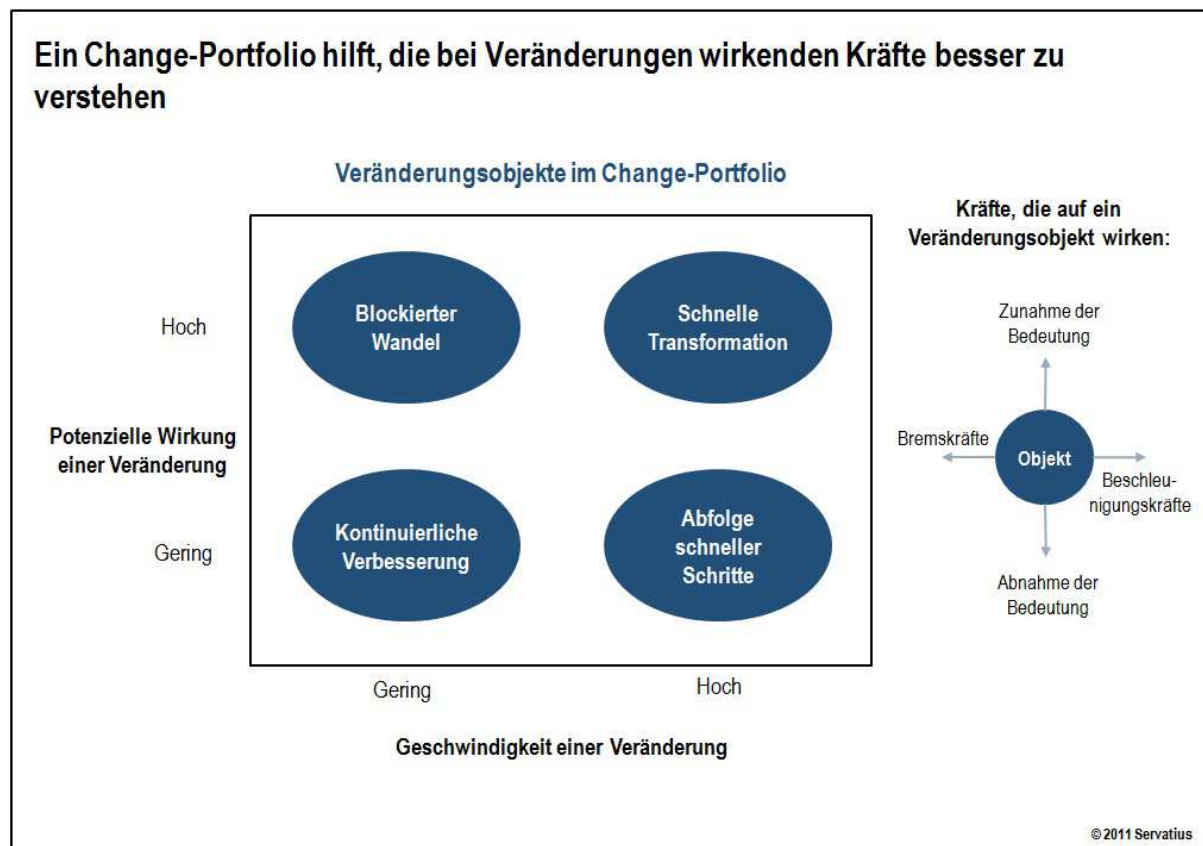 Ein Change-Portfolio hilft, die bei Veränderungen wirkenden Kräfte besser zu
verstehen
Veränderungsobjekte im Change-Portfolio
Hoch
Potenzielle Wirkung
einer Veränderung
Gering
Blockierter
Wandel
Schnelle
Transformation
Kontinuierliche
Verbesserung
Abfolge
schneller
Schritte
Gering
Hoch
Geschwindigkeit einer Veränderung
Kräfte, die auf ein
Veränderungsobjekt wirken:
Zunahme der
Bedeutung
Bremskräfte
Objekt
Beschleu-
nigungskräfte
Abnahme der
Bedeutung
© 2011 Servatius